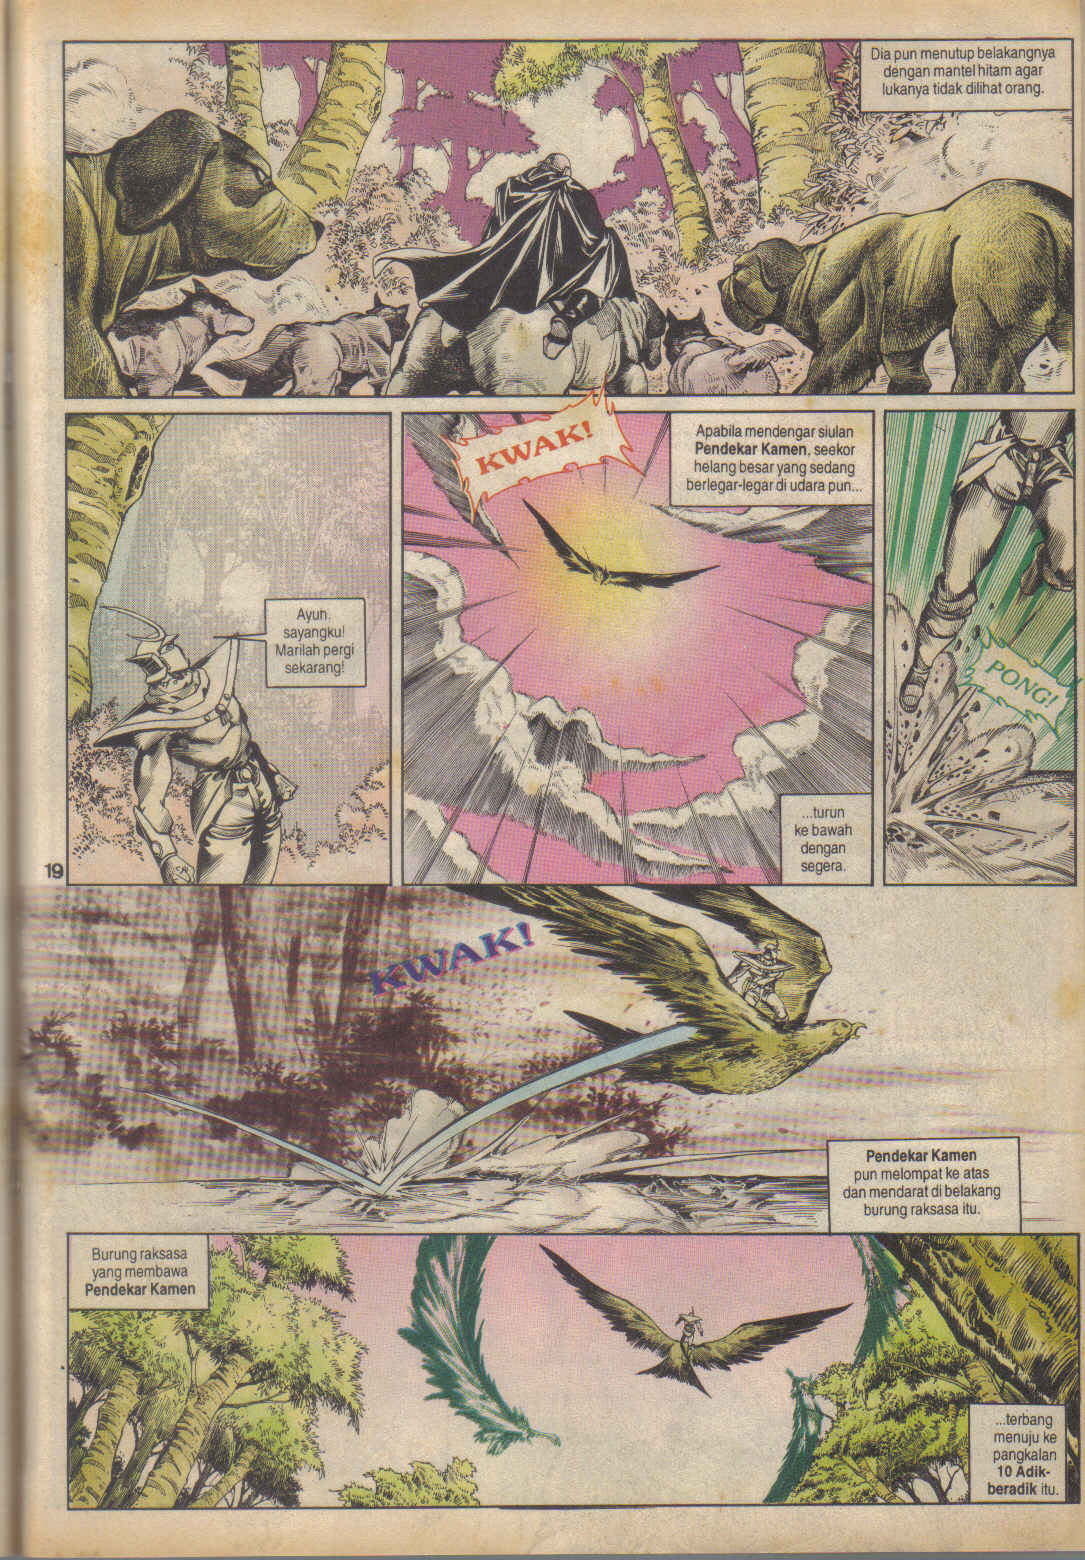 Dia pun menutup belakangnya
dengan mantel hitam agar
lukanya tidak dilihat orang.
Ayuh,
sayangku!
Marilah pergi
sekarang!
KWAK!
Apabila mendengar siulan
Pendekar Kamen, seekor
helang besar yang sedang
berlegar-legar di udara pun...
...turun
ke bawah
dengan
segera.
PONG!
19
KWAK!
Pendekar Kamen
pun melompat ke atas
dan mendarat di belakang
burung raksasa itu.
Burung raksasa
yang membawa
Pendekar Kamen
...terbang
menuju ke
pangkalan
10 Adik-
beradik itu.